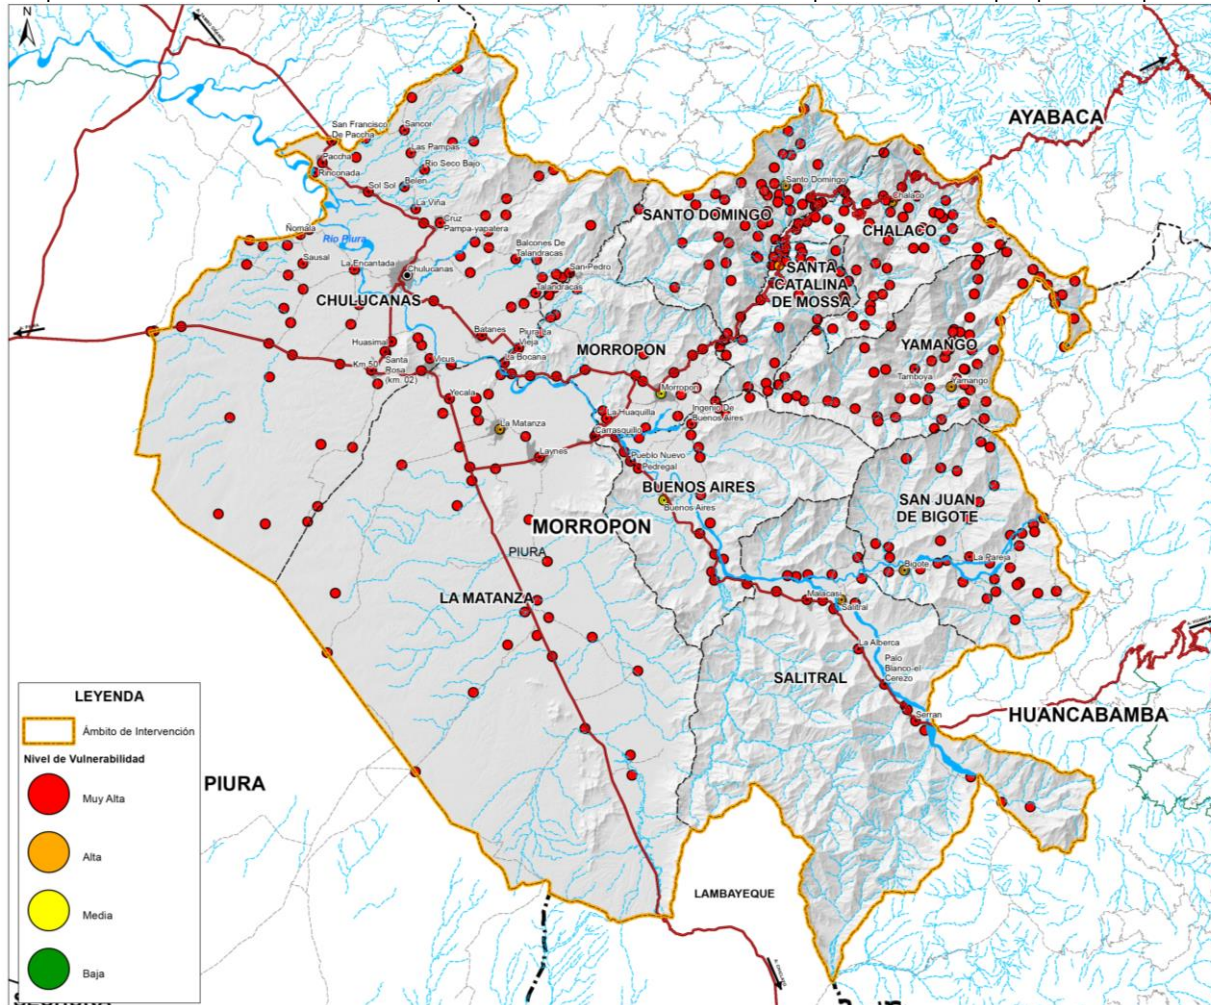 N
AYABACA
San Francisco
De Paccha
Sancor
Las Pampas
Paccha
Rio Seco Bajo
Rinconada
Sol Sol
Belen
La Viña
Cruz
Pampa-yapatera
Santo Domingo
SANTO DOMINGO
Chalaco
CHALACO
Ñomala
Río Piura
Sausal
La Encantada
Balcones De
Talandracas
San-Pedro
Chulucanas
Talandracas
CHULUCANAS
SANTA
CATALINA
DE MOSSA
A. PIURA
Batanes
Piura La
Vieja
Huasimal
MORROPON
YAMANGO
La Bocana
Km 50
Santa
Rosa
(km. 02)
Vicus
Tamboya
Yamango
Yecala
Morropon
La Huaquilla
Ingenio De
Buenos Aires
La Matanza
Carrasquillo
Laynes
Pueblo Nuevo
Pedregal
BUENOS AIRES
Buenos Aires
SAN JUAN
DE BIGOTE
MORROPON
PIURA
La Pareja
Bigote
LA MATANZA
Malacasi
Salitral
La Alberca
Palo
Blanco-el
Cerezo
SALITRAL
Serran
HUANCABAMBA
LEYENDA
Ámbito de Intervención
Nivel de Vulnerabilidad
Muy Alta
Alta
Media
Baja
PIURA
LAMBAYEQUE